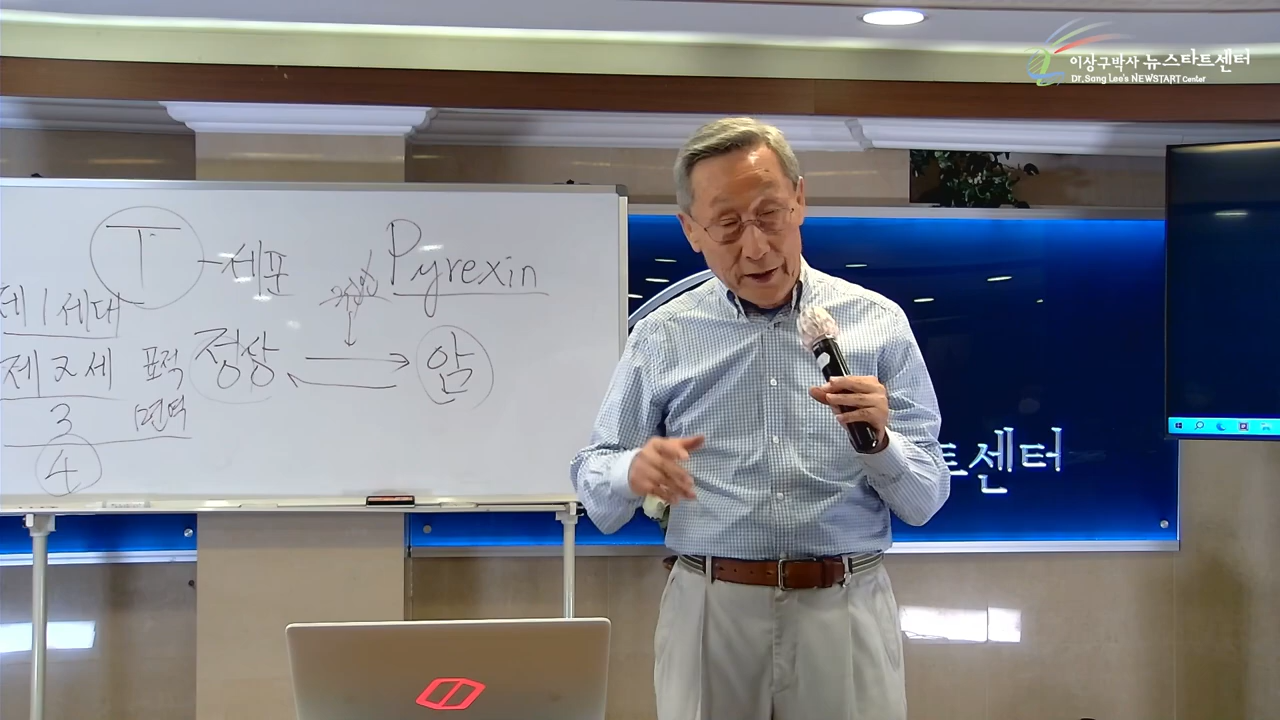 이상구박사 뉴스타트센터
Dr. Sang Lee's NEWSTART Center
T-세포
Pyrexin
제1세대
정상
암
제2세 표적
3 면역
4
트센터